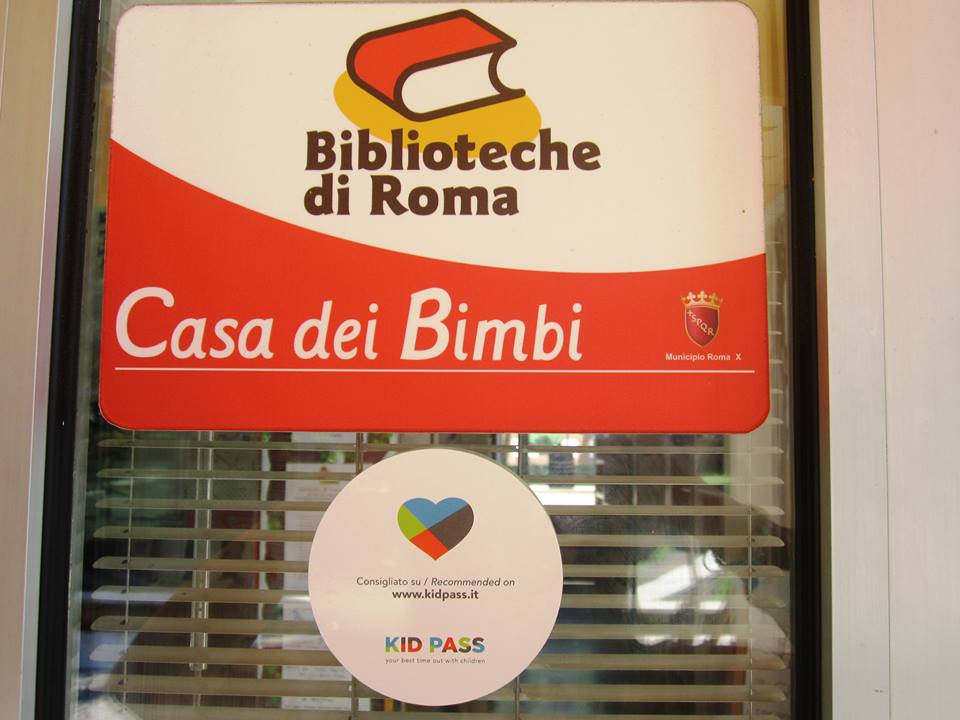 Biblioteche
di Roma
Casa dei Bimbi
SPQR
Municipio Roma X
Consigliato su / Recommended on
www.kidpass.it
KID PASS
your best time out with children